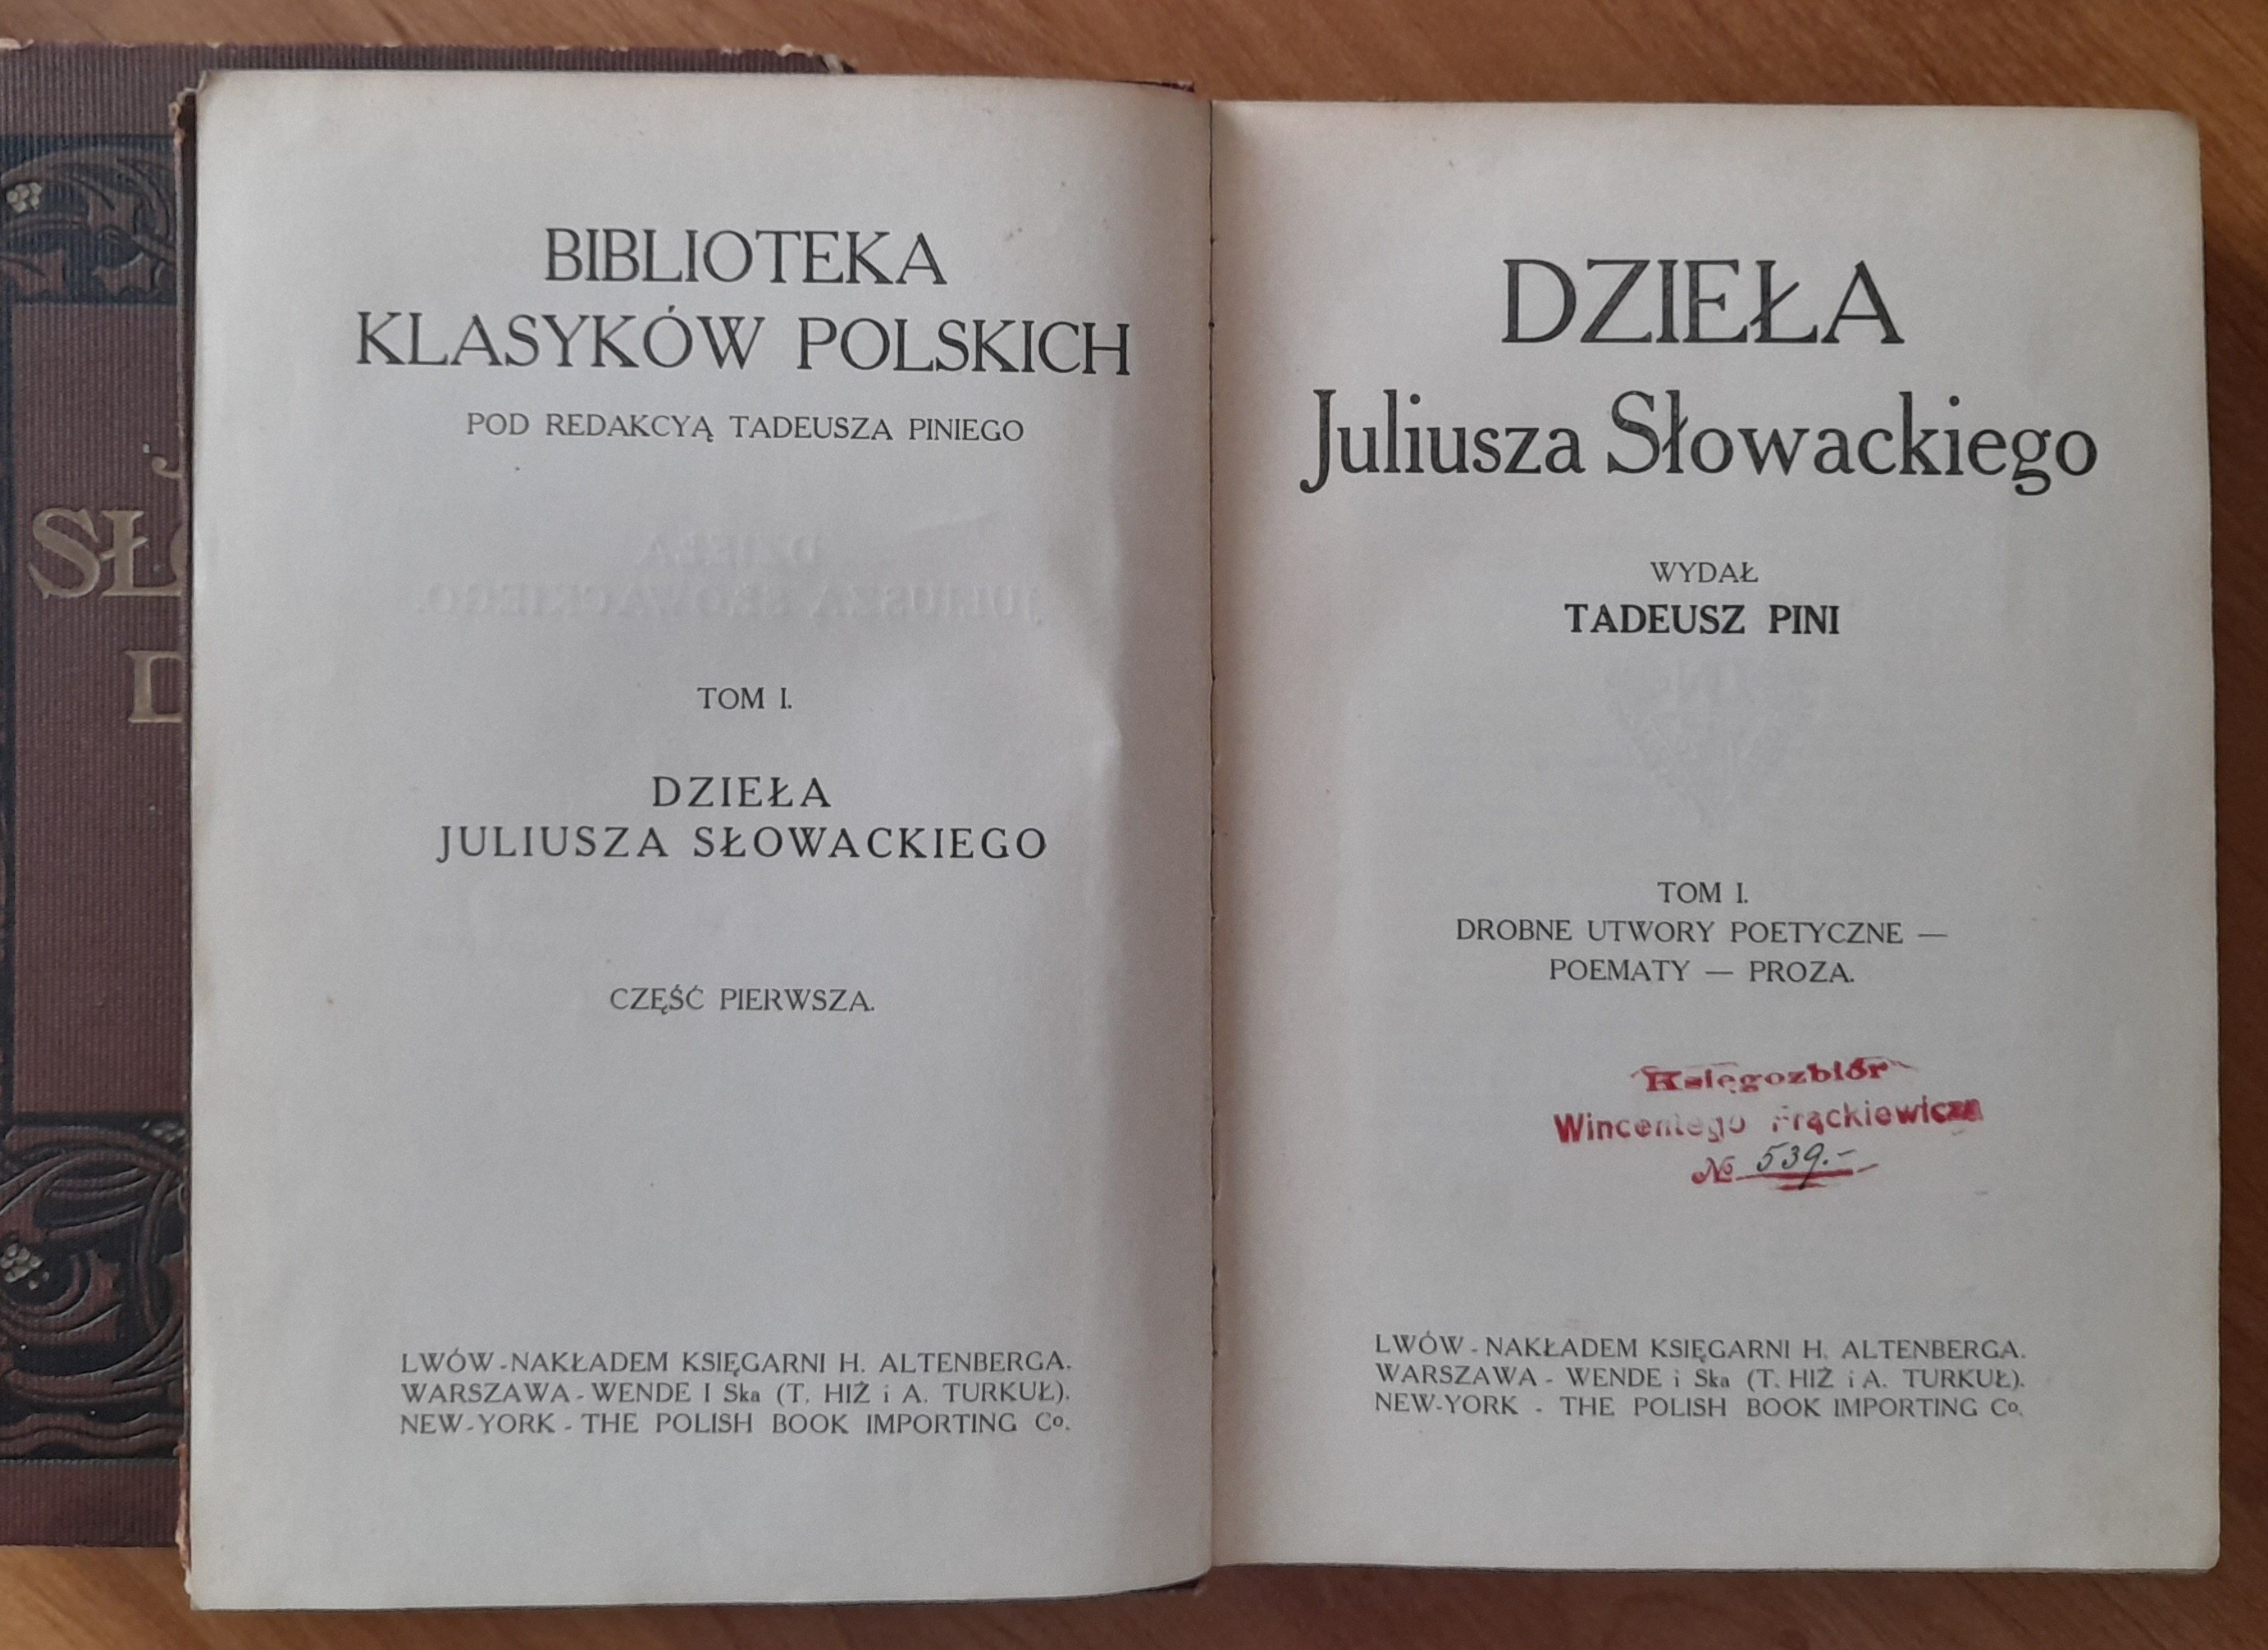 SŁ
D
BIBLIOTEKA
KLASYKÓW POLSKICH
POD REDAKCYĄ TADEUSZA PINIEGO
TOM I.
DZIEŁA
JULIUSZA SŁOWACKIEGO
CZĘŚĆ PIERWSZA.
LWÓW - NAKŁADEM KSIĘGARNI H. ALTENBERGA.
WARSZAWA - WENDE I Ska (T. HIŻ i A. TURKUŁ).
NEW-YORK - THE POLISH BOOK IMPORTING Co.
DZIEŁA
Juliusza Słowackiego
WYDAŁ
TADEUSZ PINI
TOM I.
DROBNE UTWORY POETYCZNE —
POEMATY — PROZA.
Księgozbiór
Wincentego Frąckiewicza
№ 539.-
LWÓW - NAKŁADEM KSIĘGARNI H. ALTENBERGA.
WARSZAWA - WENDE i Ska (T. HIŻ i A. TURKUŁ).
NEW-YORK - THE POLISH BOOK IMPORTING Co.